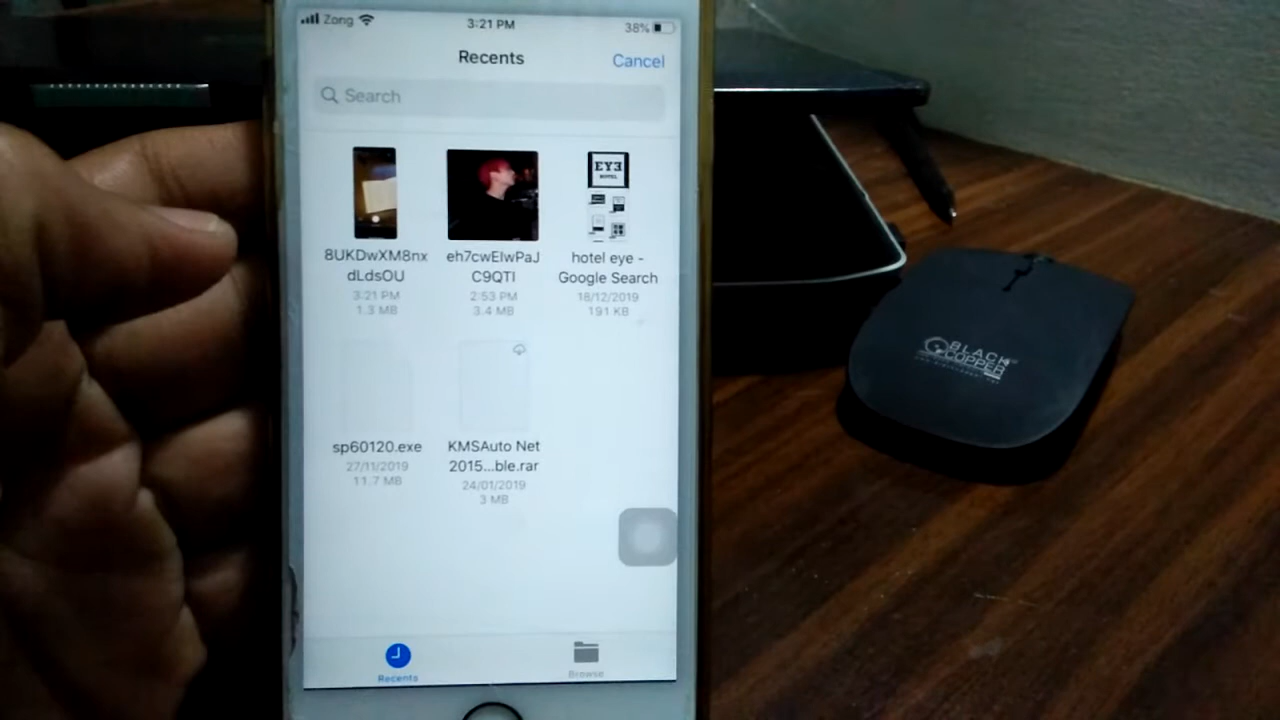 Zong
3:21 PM
38%
Recents
Cancel
Search
EYE
HOTEL
8UKDwXM8nx
dLdsOU
3:21 PM
1.3 MB
eh7cwElwPaJ
C9QTI
2:53 PM
3.4 MB
hotel eye -
Google Search
18/12/2019
191 KB
sp60120.exe
27/11/2019
11.7 MB
KMSAuto Net
2015...ble.rar
24/01/2019
3 MB
Recents
Browse
BLACK
COPPER